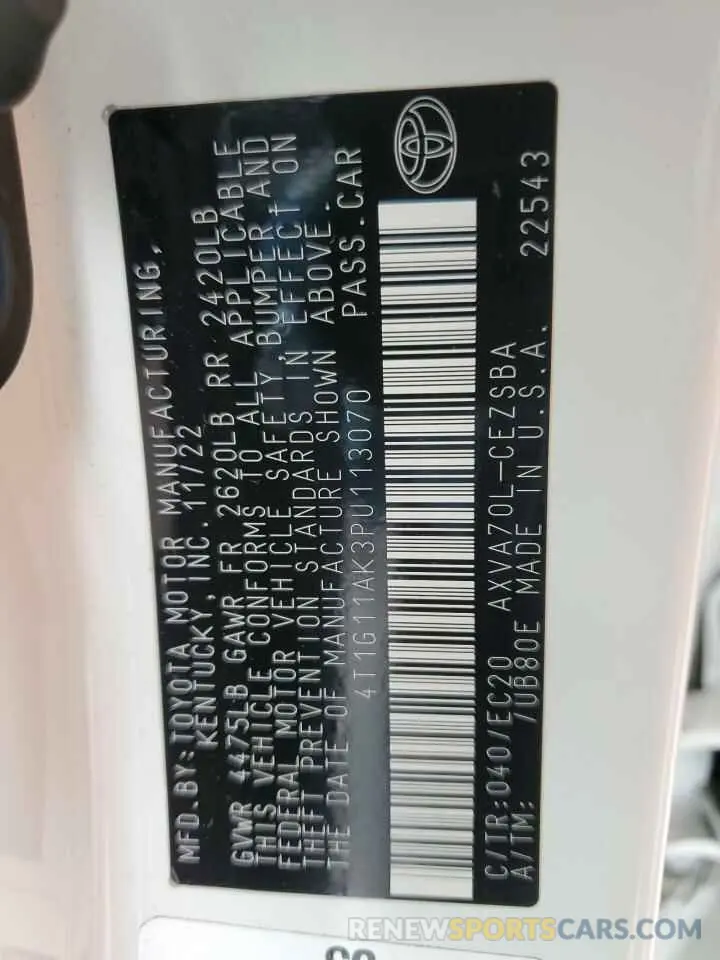 MFD.BY:TOYOTA MOTOR MANUFACTURING,
KENTUCKY,INC. 11/22
GVWR 4475LB GAWR FR 2620LB RR 2420LB
THIS VEHICLE CONFORMS TO ALL APPLICABLE
FEDERAL MOTOR VEHICLE SAFETY,BUMPER,AND
THEFT PREVENTION STANDARDS IN EFFECT ON
THE DATE OF MANUFACTURE SHOWN ABOVE.
4T1G11AK3PU113070 PASS.CAR
C/TR:040/EC20 AXVA70L-CEZSBA 22543
A/TM: /UB80E MADE IN U.S.A.
RENEWSPORTSCARS.COM